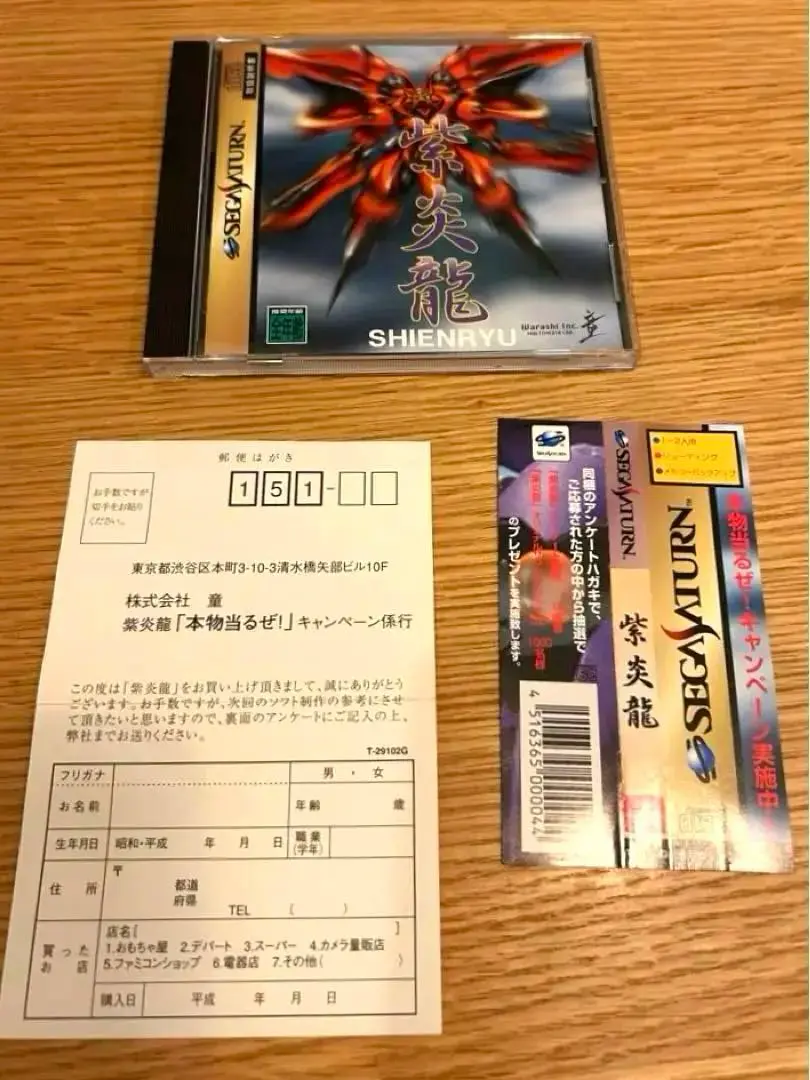 SEGA SATURN
紫炎龍
SHIENRYU
Warashi Inc.
童
郵便はがき
お手数ですが
切手をお貼り
ください。
151-
東京都渋谷区本町3-10-3清水橋矢部ビル10F
株式会社 童
紫炎龍「本物当るぜ!」キャンペーン係行
この度は「紫炎龍」をお買い上げ頂きまして、誠にありがとう
ございます。お手数ですが、次回のソフト制作の参考にさせ
て頂きたいと思いますので、裏面のアンケートにご記入の上、
弊社までお送りください。
T-29102G
フリガナ
男・女
お名前
年齢 歳
生年月日 昭和・平成 年 月 日
職業
(学年)
住所 〒
都道
府県
TEL ( )
買った
お店
店名[ ]
1.おもちゃ屋 2.デパート 3.スーパー 4.カメラ量販店
5.ファミコンショップ 6.電器店 7.その他( )
購入日 平成 年 月 日
同梱のアンケートハガキで、
ご応募された方の中から抽選で
のプレゼントを実施致します。
4 516365 000044
SEGA SATURN
紫炎龍
1~2人用
シューティング
メモリーバックアップ
SEGA SATURN
本物当るぜ!キャンペーン実施中!